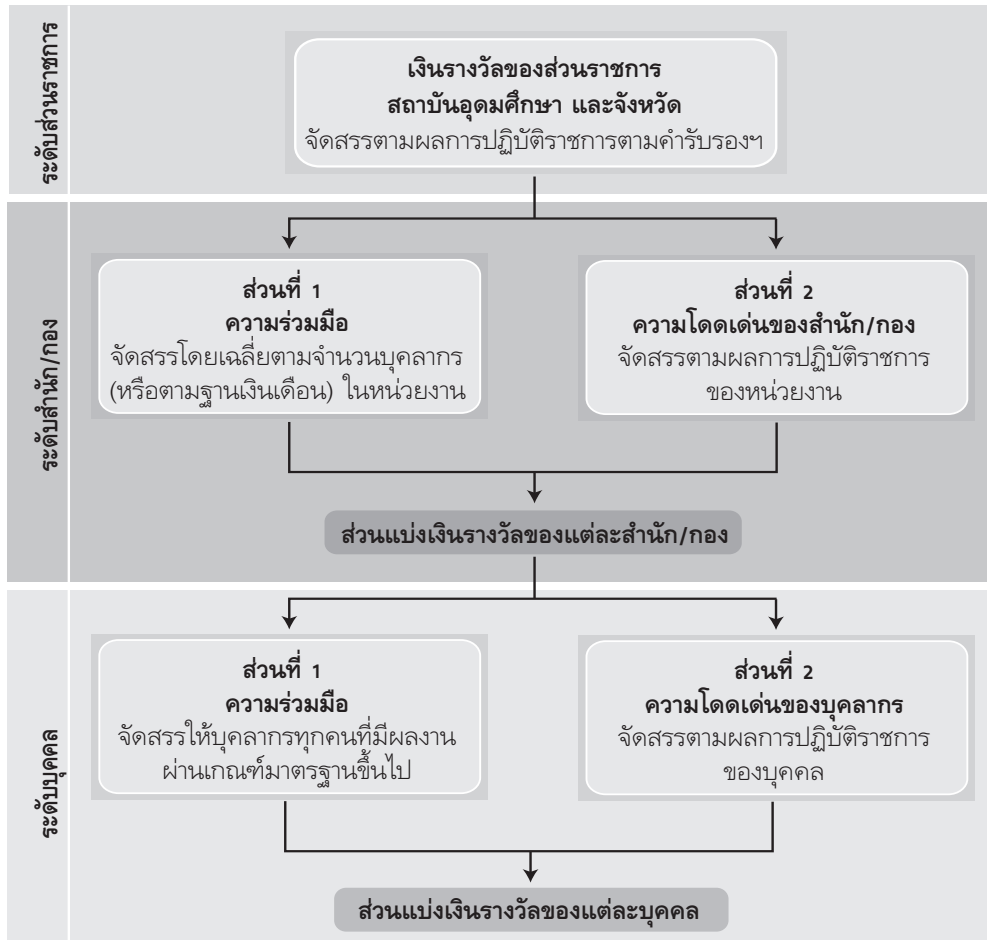 ระดับส่วนราชการ
เงินรางวัลของส่วนราชการ
สถาบันอุดมศึกษา และจังหวัด
จัดสรรตามผลการปฏิบัติราชการตามคำรับรองฯ
ระดับสำนัก/กอง
ส่วนที่ 1
ความร่วมมือ
จัดสรรโดยเฉลี่ยตามจำนวนบุคลากร
(หรือตามฐานเงินเดือน) ในหน่วยงาน
ส่วนที่ 2
ความโดดเด่นของสำนัก/กอง
จัดสรรตามผลการปฏิบัติราชการ
ของหน่วยงาน
ส่วนแบ่งเงินรางวัลของแต่ละสำนัก/กอง
ระดับบุคคล
ส่วนที่ 1
ความร่วมมือ
จัดสรรให้บุคลากรทุกคนที่มีผลงาน
ผ่านเกณฑ์มาตรฐานขึ้นไป
ส่วนที่ 2
ความโดดเด่นของบุคลากร
จัดสรรตามผลการปฏิบัติราชการ
ของบุคคล
ส่วนแบ่งเงินรางวัลของแต่ละบุคคล